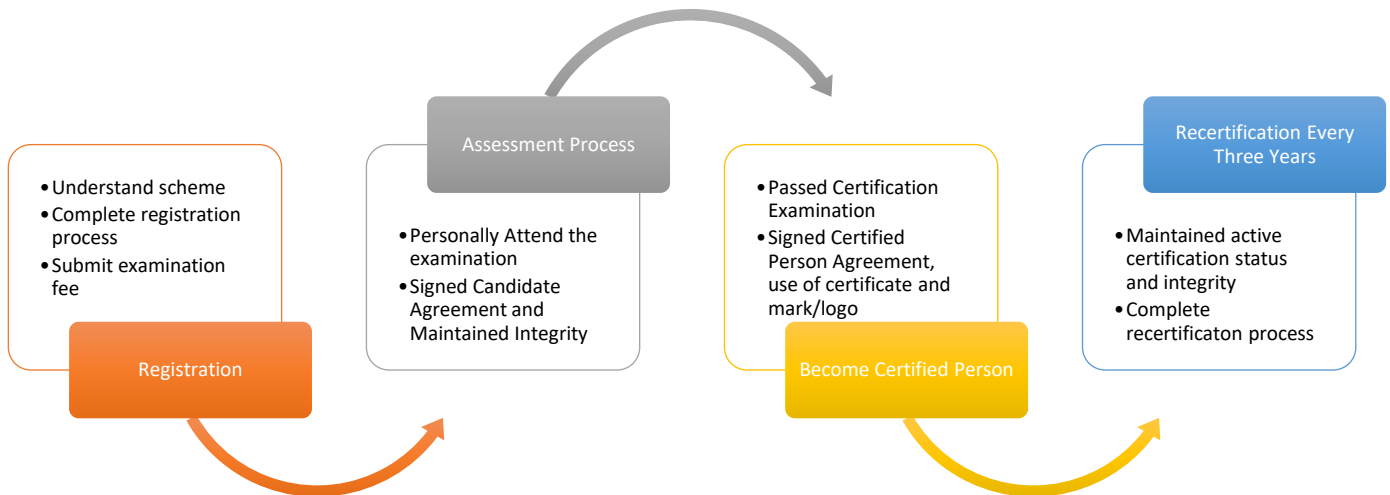 • Understand scheme
• Complete registration
process
• Submit examination
fee
Registration
Assessment Process
• Personally Attend the
examination
• Signed Candidate
Agreement and
Maintained Integrity
• Passed Certification
Examination
• Signed Certified
Person Agreement,
use of certificate and
mark/logo
Become Certified Person
Recertification Every
Three Years
• Maintained active
certification status
and integrity
• Complete
recertificaton process